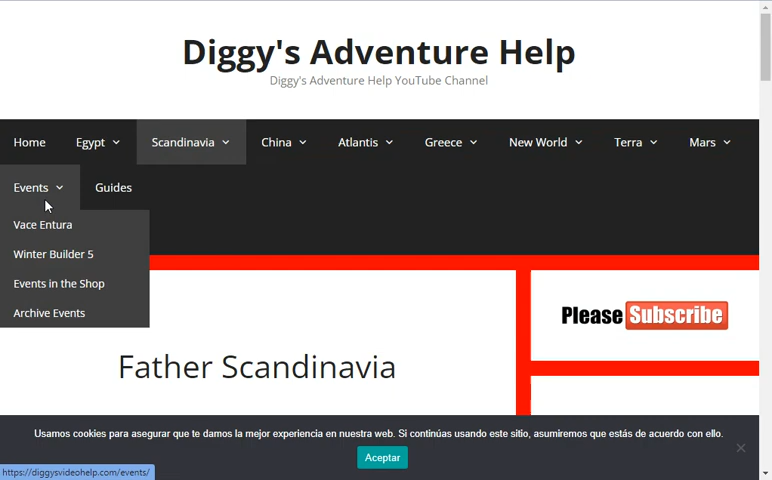 Diggy's Adventure Help
Diggy's Adventure Help YouTube Channel
Home Egypt Scandinavia China Atlantis Greece New World Terra Mars
Events Guides
Vace Entura
Winter Builder 5
Events in the Shop
Archive Events
Please Subscribe
Father Scandinavia
Usamos cookies para asegurar que te damos la mejor experiencia en nuestra web. Si continúas usando este sitio, asumiremos que estás de acuerdo con ello.
Aceptar
https://diggysvideohelp.com/events/